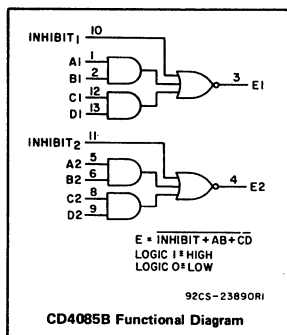 10
INHIBIT1
A1 1
B1 2
C1 12
D1 13
3 E1
INHIBIT2 11
A2 5
B2 6
C2 8
D2 9
4 E2
E = INHIBIT + AB + CD
LOGIC 1 = HIGH
LOGIC 0 = LOW
92CS-23890R1
CD4085B Functional Diagram